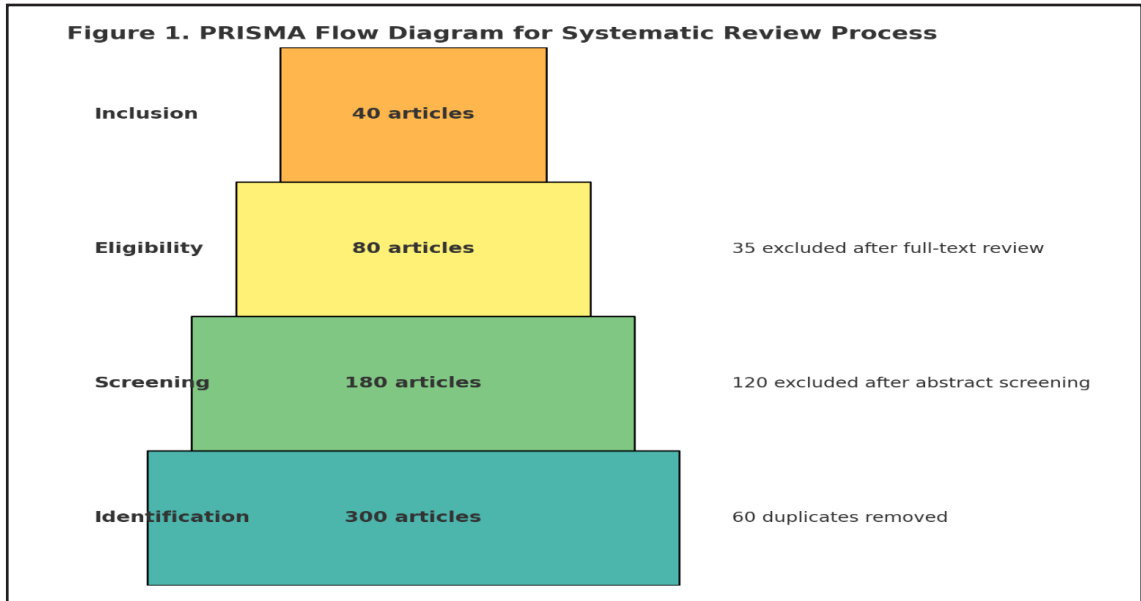 Figure 1. PRISMA Flow Diagram for Systematic Review Process
Inclusion 40 articles
Eligibility 80 articles 35 excluded after full-text review
Screening 180 articles 120 excluded after abstract screening
Identification 300 articles 60 duplicates removed